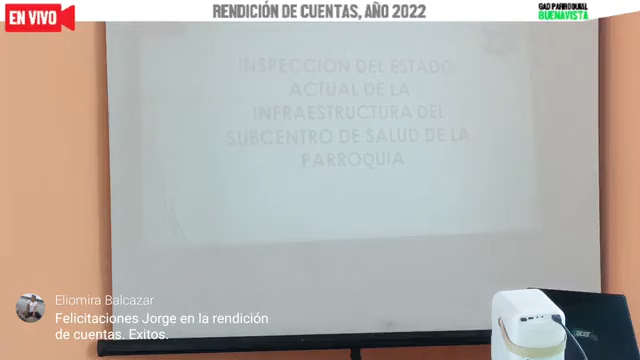 EN VIVO
RENDICIÓN DE CUENTAS, AÑO 2022
GAD PARROQUIAL
BUENAVISTA
INSPECCIÓN DEL ESTADO
ACTUAL DE LA
INFRAESTRUCTURA DEL
SUBCENTRO DE SALUD DE LA
PARROQUIA
Eliomira Balcazar
Felicitaciones Jorge en la rendición
de cuentas. Exitos.
acer